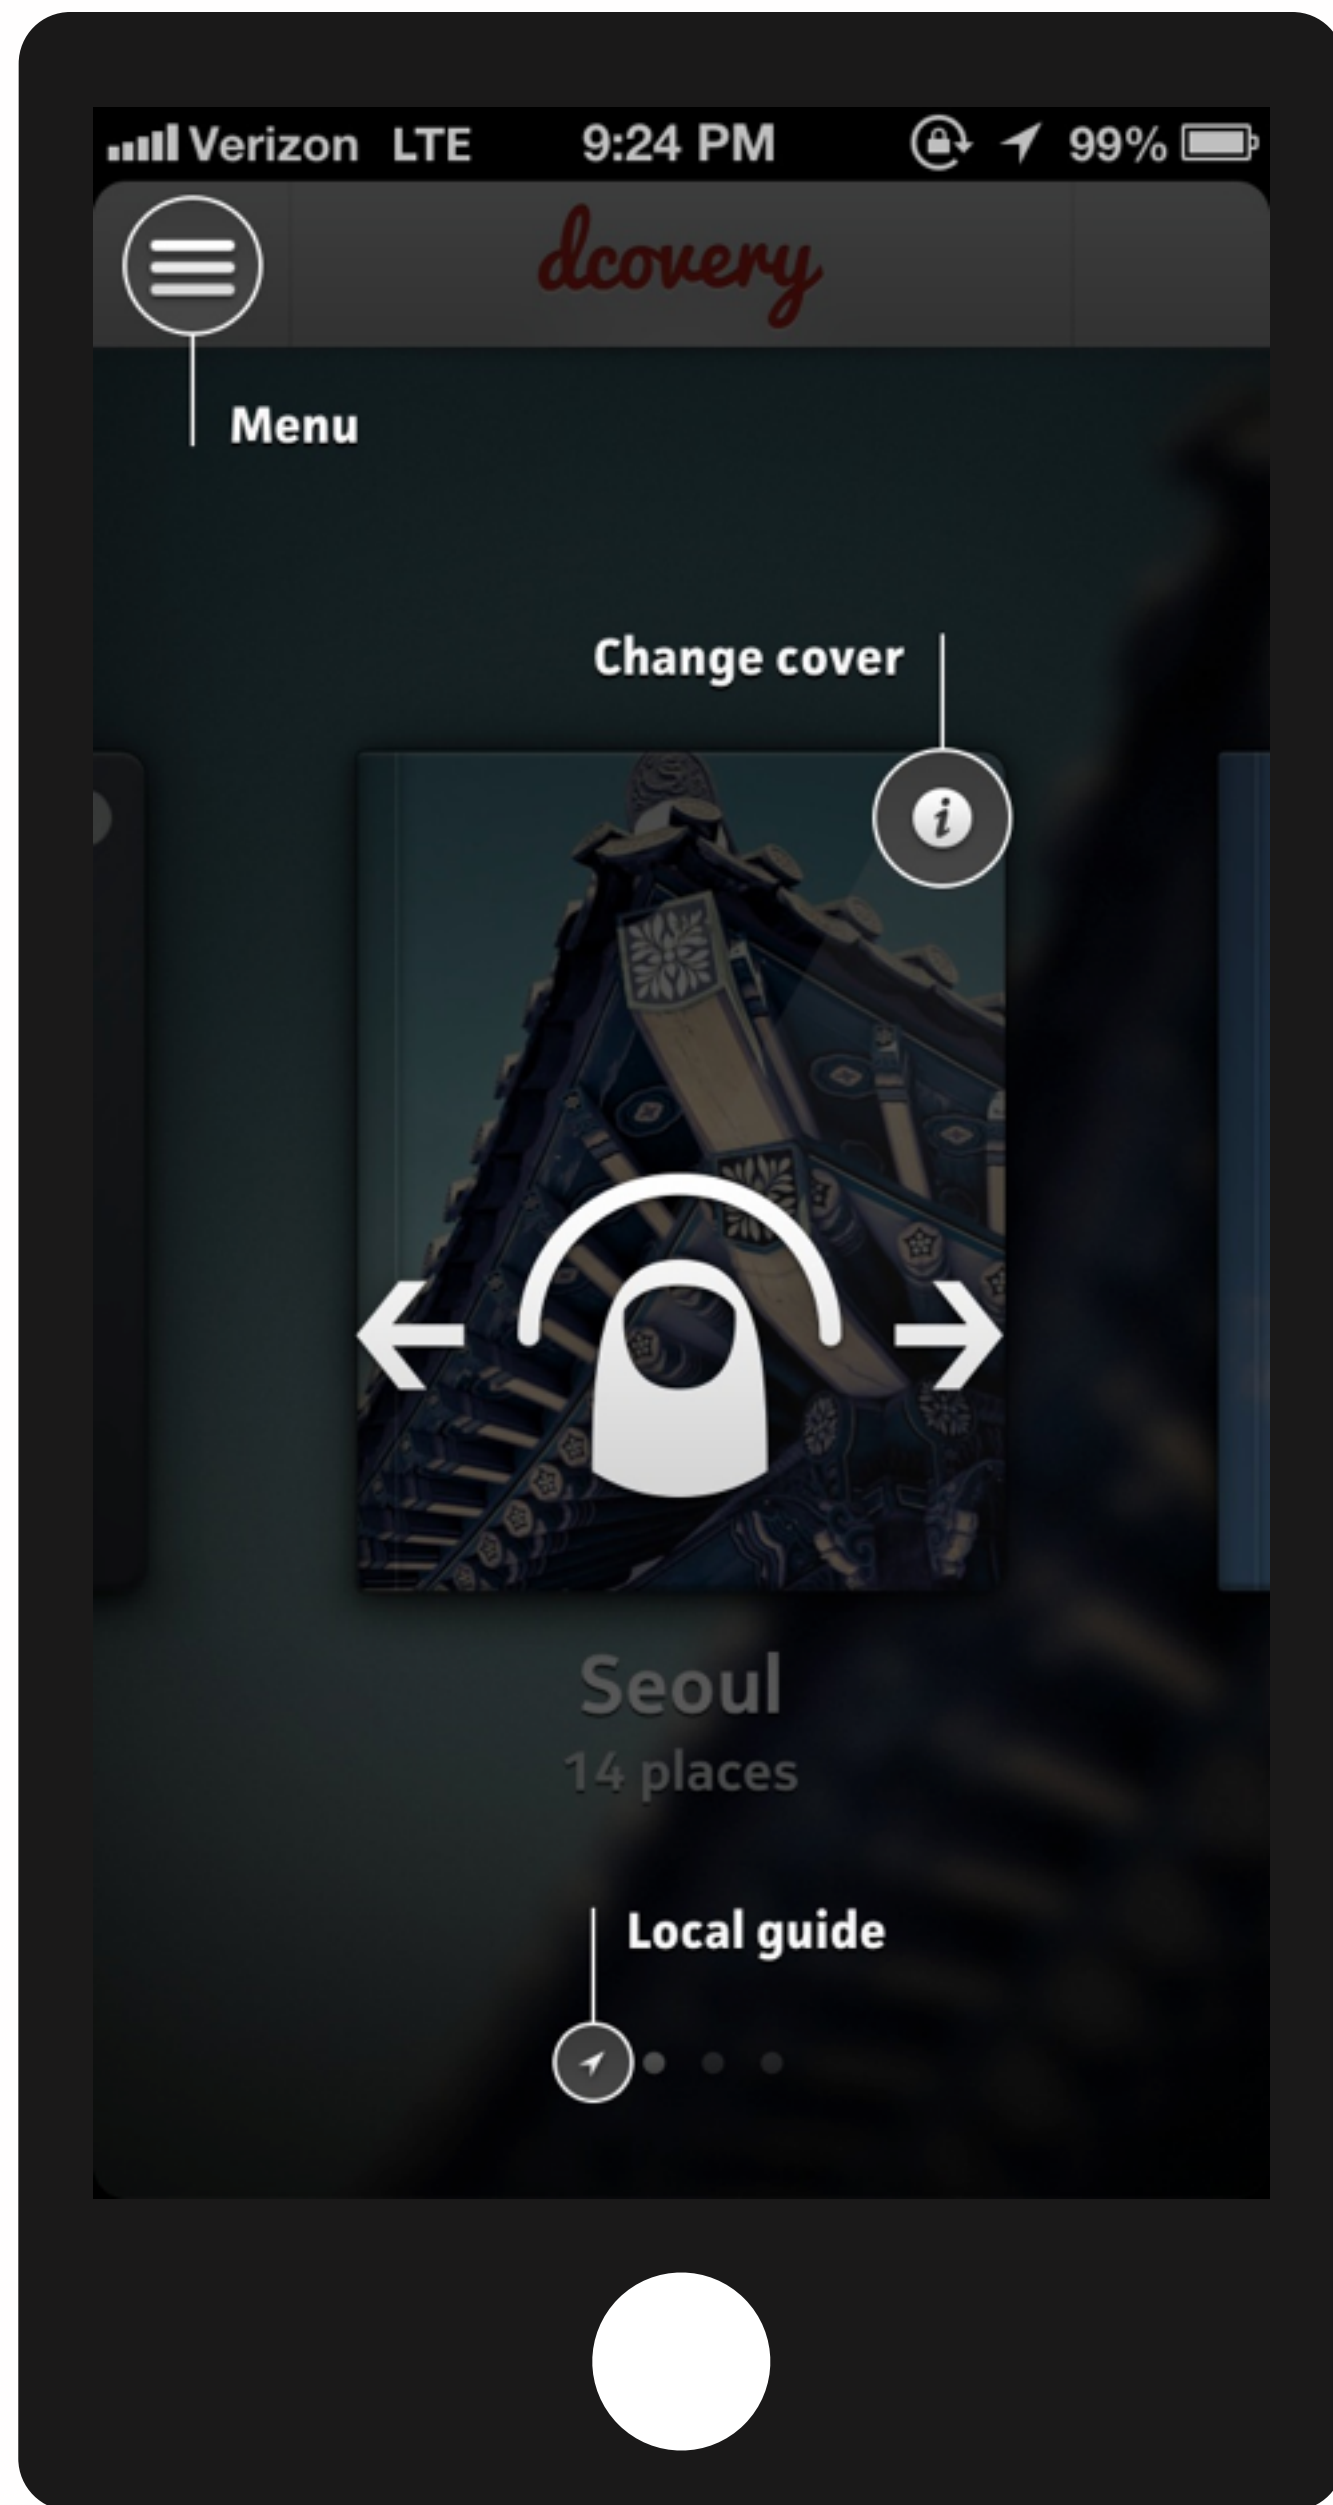 Verizon LTE 9:24 PM 99%
dcovery
Menu
Change cover
i
Seoul
14 places
Local guide